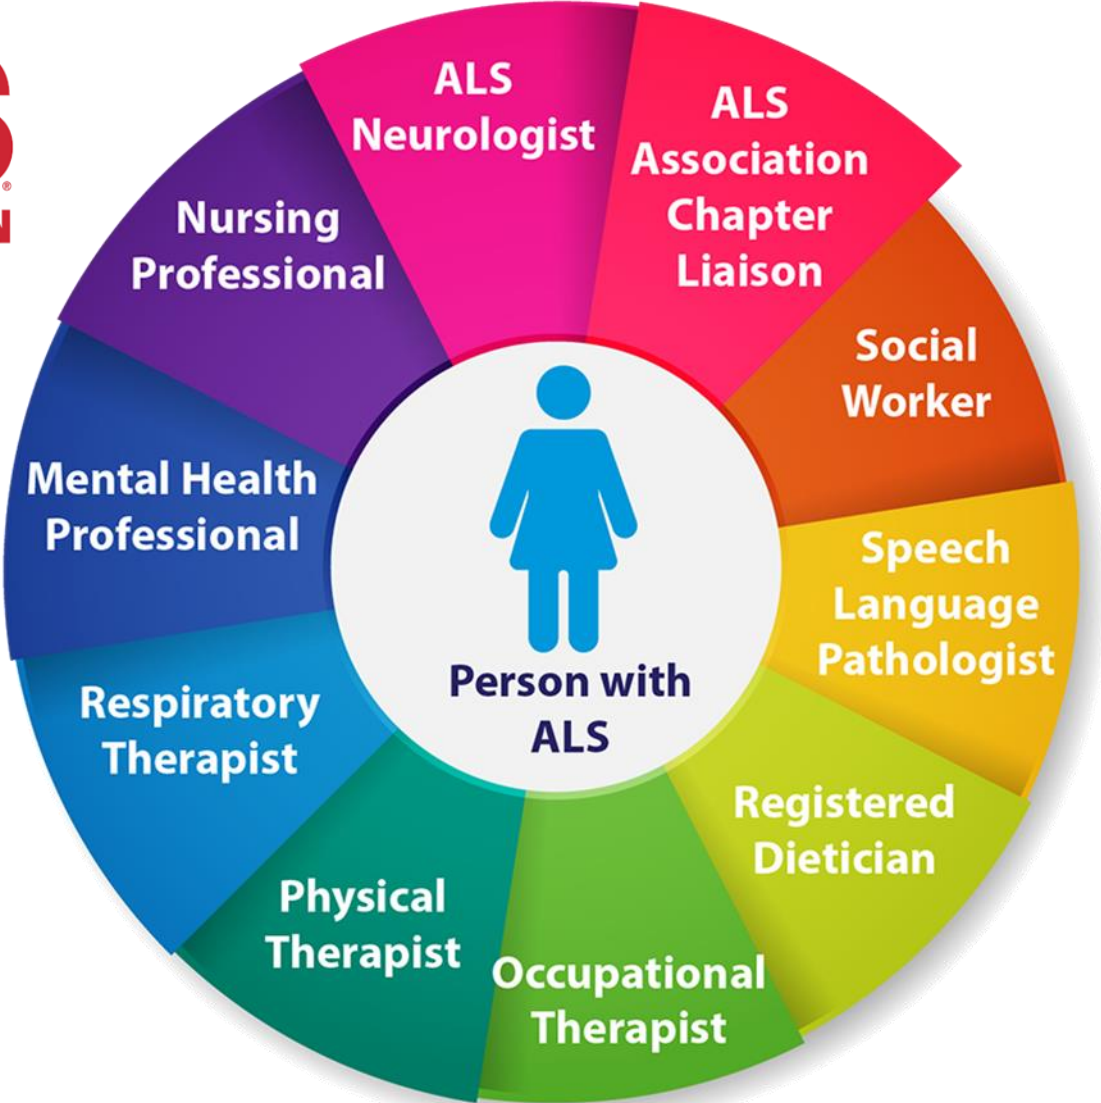 ALS
Neurologist
ALS
Association
Chapter
Liaison
Social
Worker
Speech
Language
Pathologist
Registered
Dietician
Occupational
Therapist
Physical
Therapist
Respiratory
Therapist
Mental Health
Professional
Nursing
Professional
Person with
ALS